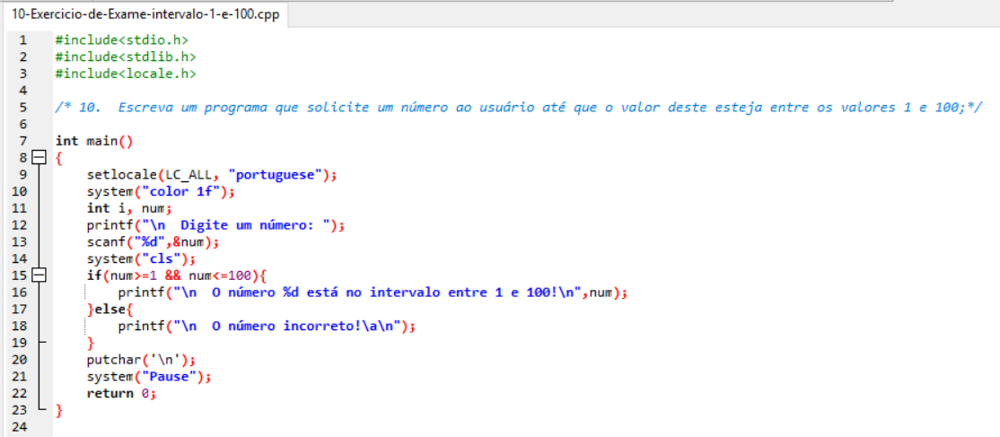 10-Exercicio-de-Exame-intervalo-1-e-100.cpp
1 #include<stdio.h>
2 #include<stdlib.h>
3 #include<locale.h>
4
5 /* 10.  Escreva um programa que solicite um número ao usuário até que o valor deste esteja entre os valores 1 e 100;*/
6
7 int main()
8 {
9     setlocale(LC_ALL, "portuguese");
10     system("color 1f");
11     int i, num;
12     printf("\n  Digite um número: ");
13     scanf("%d",&num);
14     system("cls");
15     if(num>=1 && num<=100){
16         printf("\n  O número %d está no intervalo entre 1 e 100!\n",num);
17     }else{
18         printf("\n  O número incorreto!\a\n");
19     }
20     putchar('\n');
21     system("Pause");
22     return 0;
23 }
24